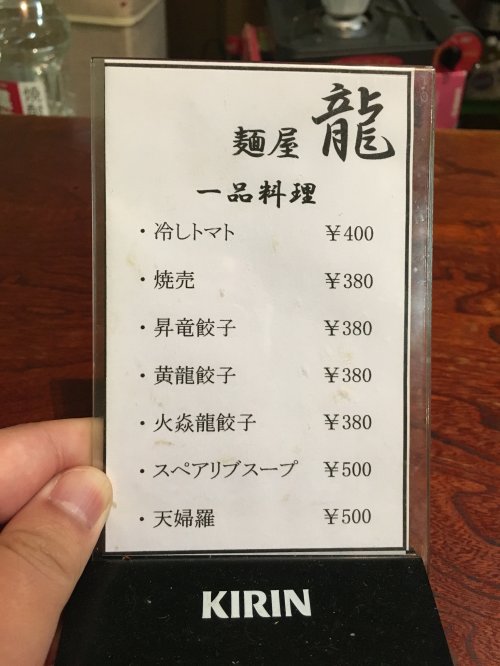 麺屋 龍
一品料理
・冷しトマト ￥400
・焼売 ￥380
・昇竜餃子 ￥380
・黄龍餃子 ￥380
・火焱龍餃子 ￥380
・スペアリブスープ ￥500
・天婦羅 ￥500
KIRIN